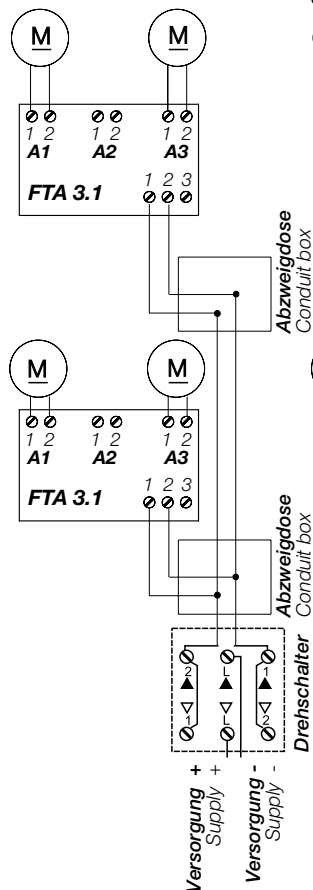 M M
1 2 1 2 1 2
A1 A2 A3
1 2 3
FTA 3.1
Abzweigdose
Conduit box
M M
1 2 1 2 1 2
A1 A2 A3
1 2 3
FTA 3.1
Abzweigdose
Conduit box
2 L 1
1 L 2
Drehschalter
Versorgung +
Supply +
Versorgung -
Supply -